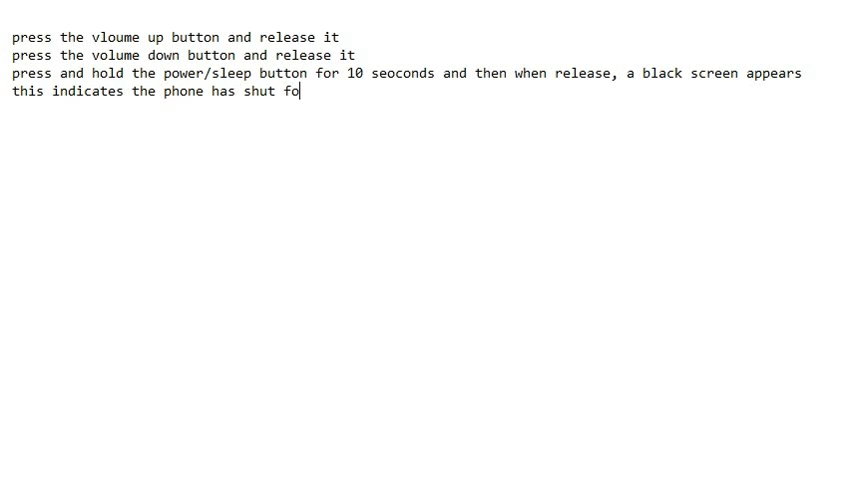 press the vloume up button and release it
press the volume down button and release it
press and hold the power/sleep button for 10 seoconds and then when release, a black screen appears
this indicates the phone has shut fo